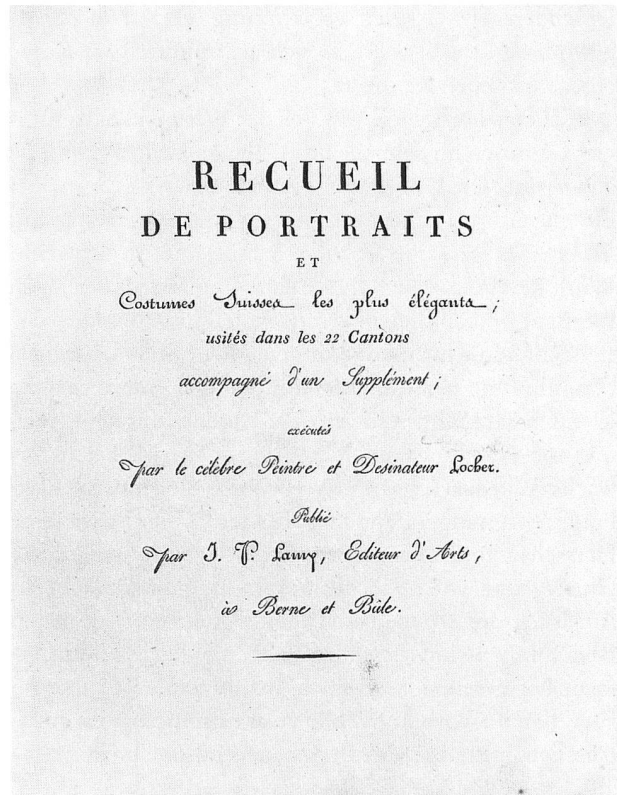 RECUEIL
DE PORTRAITS
ET
Costumes Suisses les plus élégants ;
usités dans les 22 Cantons
accompagné d'un Supplément ;
exécutés
par le célèbre Peintre et Desinateur Locher.
Publié
par J. P. Lamy, Editeur d'Arts ,
à Berne et Bâle.